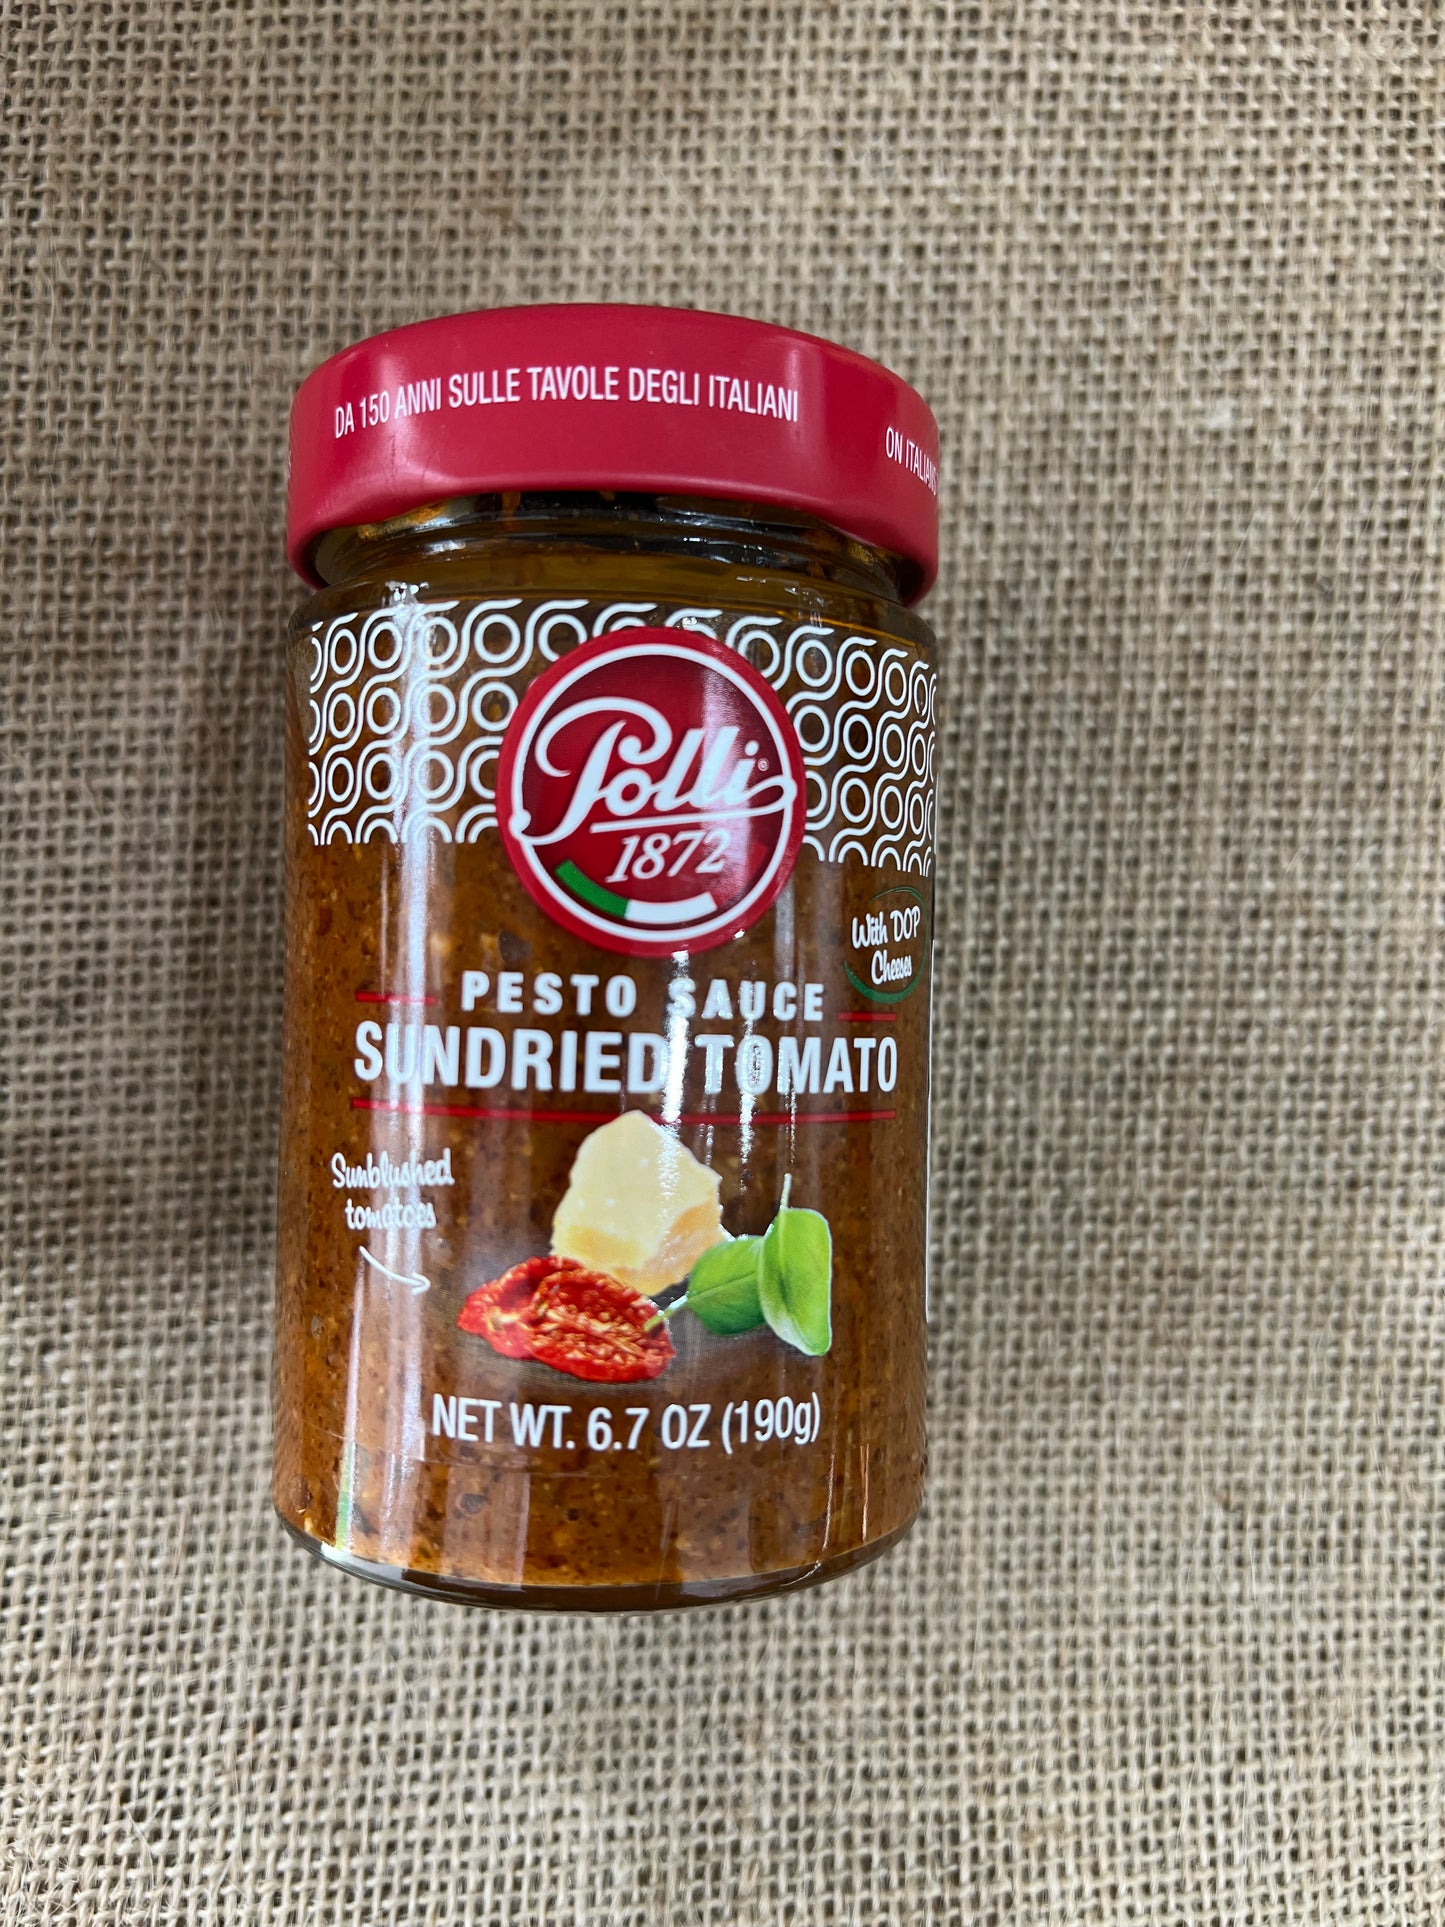 DA 150 ANNI SULLE TAVOLE DEGLI ITALIANI
ON ITALIANS'
Polli
1872
With DOP
Cheeses
PESTO SAUCE
SUNDRIED TOMATO
Sunblushed
tomatoes
NET WT. 6.7 OZ (190g)